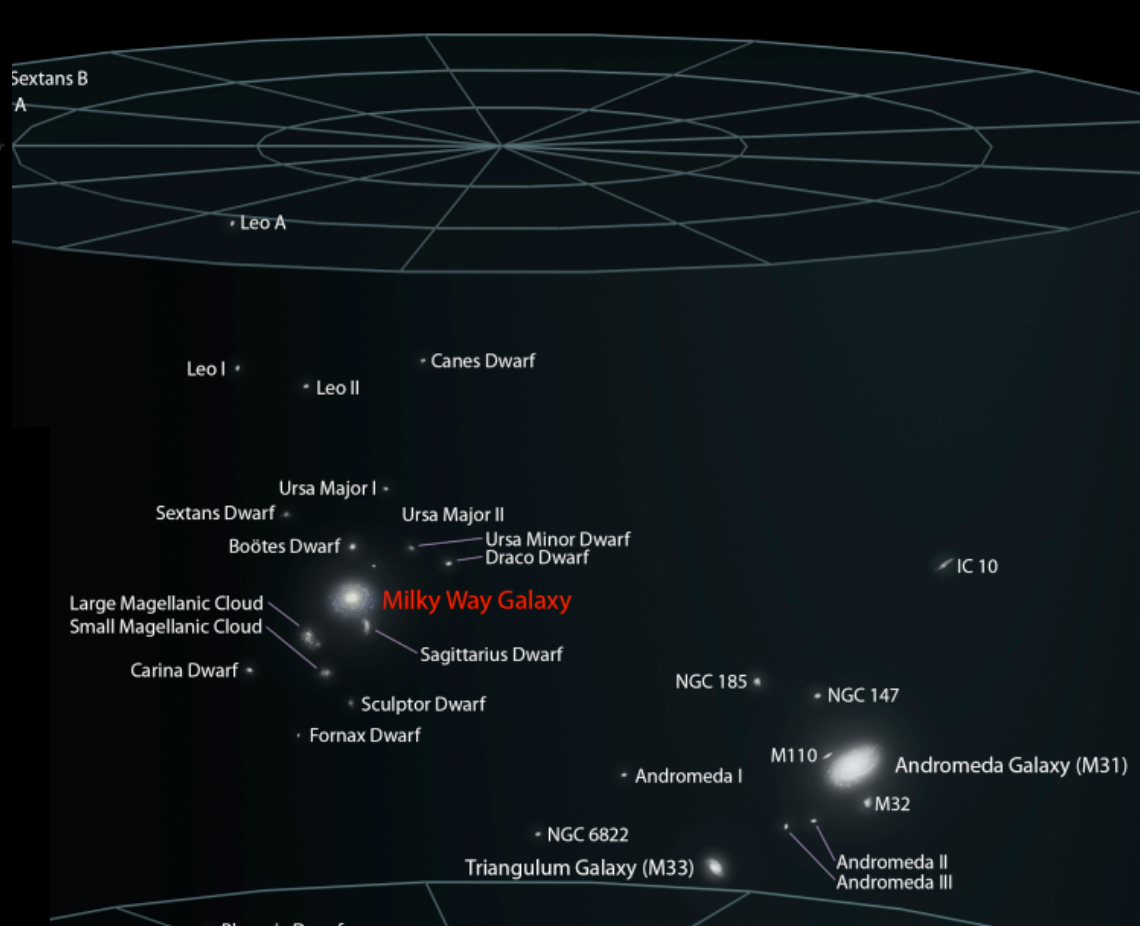 Sextans B
A
Leo A
Canes Dwarf
Leo I
Leo II
Ursa Major I
Sextans Dwarf
Ursa Major II
Ursa Minor Dwarf
Boötes Dwarf
Draco Dwarf
IC 10
Milky Way Galaxy
Large Magellanic Cloud
Small Magellanic Cloud
Sagittarius Dwarf
Carina Dwarf
NGC 185
NGC 147
Sculptor Dwarf
Fornax Dwarf
M110
Andromeda Galaxy (M31)
Andromeda I
M32
NGC 6822
Triangulum Galaxy (M33)
Andromeda II
Andromeda III